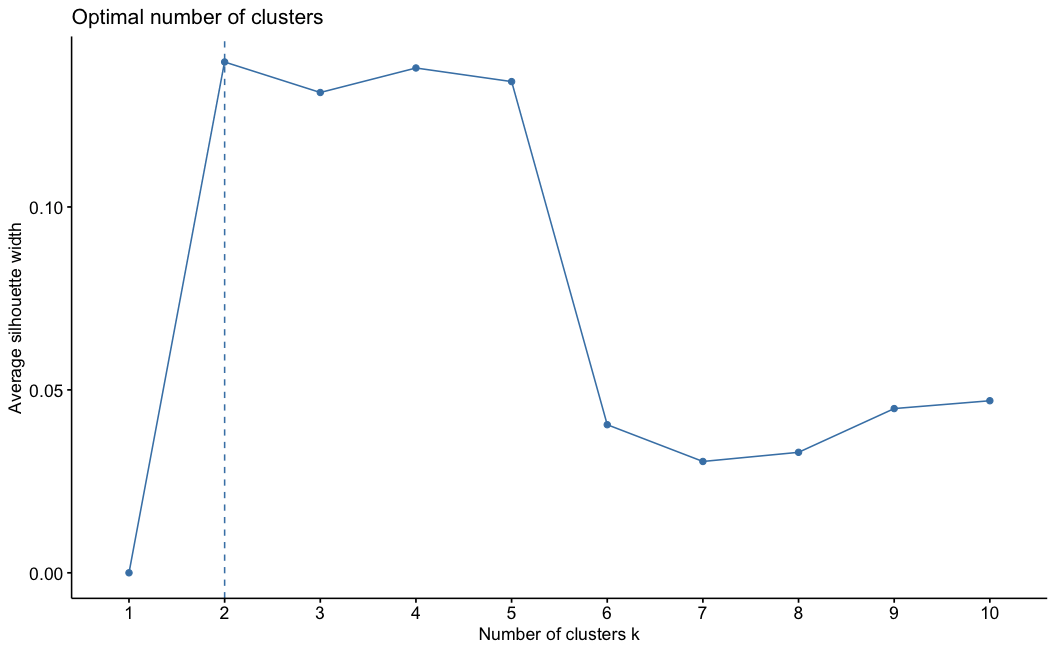 Optimal number of clusters
Average silhouette width
0.10
0.05
0.00
1 2 3 4 5 6 7 8 9 10
Number of clusters k